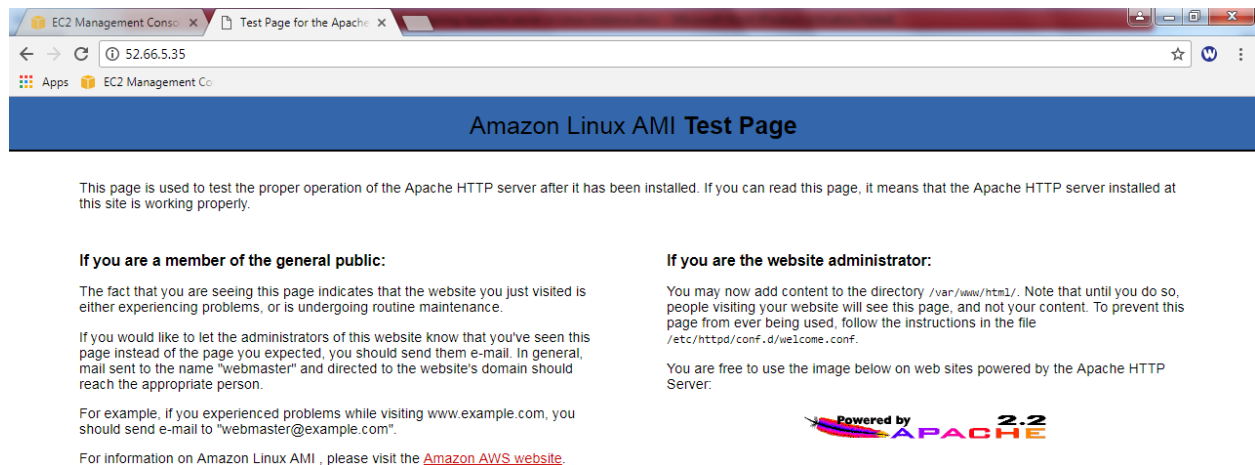 EC2 Management Conso
Test Page for the Apache
52.66.5.35
Apps
EC2 Management Co
Amazon Linux AMI Test Page
This page is used to test the proper operation of the Apache HTTP server after it has been installed. If you can read this page, it means that the Apache HTTP server installed at
this site is working properly.
If you are a member of the general public:
The fact that you are seeing this page indicates that the website you just visited is
either experiencing problems, or is undergoing routine maintenance.
If you would like to let the administrators of this website know that you've seen this
page instead of the page you expected, you should send them e-mail. In general,
mail sent to the name "webmaster" and directed to the website's domain should
reach the appropriate person.
For example, if you experienced problems while visiting www.example.com, you
should send e-mail to "webmaster@example.com".
For information on Amazon Linux AMI , please visit the Amazon AWS website.
If you are the website administrator:
You may now add content to the directory /var/www/html/. Note that until you do so,
people visiting your website will see this page, and not your content. To prevent this
page from ever being used, follow the instructions in the file
/etc/httpd/conf.d/welcome.conf.
You are free to use the image below on web sites powered by the Apache HTTP
Server:
Powered by 2.2
APACHE